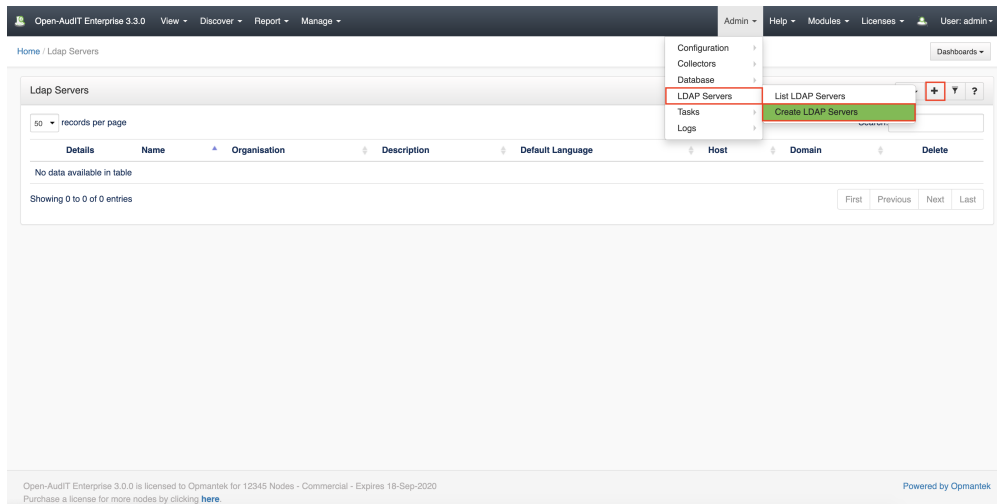 Open-AudIT Enterprise 3.3.0 View Discover Report Manage Admin Help Modules Licenses User: admin
Home / Ldap Servers
Dashboards
Configuration
Collectors
Database
LDAP Servers
Tasks
Logs
List LDAP Servers
Create LDAP Servers
Ldap Servers
+ ?
50 records per page
Search:
Details Name Organisation Description Default Language Host Domain Delete
No data available in table
Showing 0 to 0 of 0 entries
First Previous Next Last
Open-AudIT Enterprise 3.0.0 is licensed to Opmantek for 12345 Nodes - Commercial - Expires 18-Sep-2020
Powered by Opmantek
Purchase a license for more nodes by clicking here.